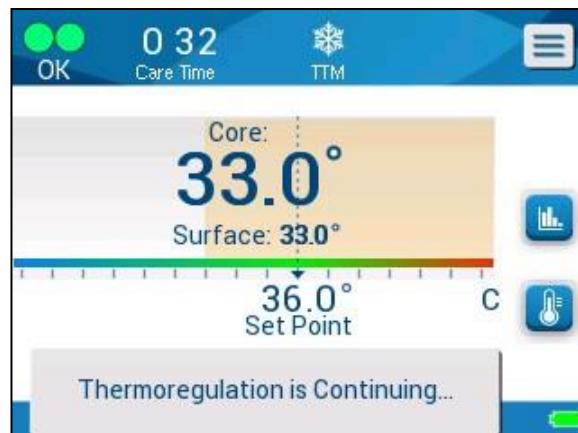 0 32
OK
Care Time
TTM
Core:
33.0°
Surface: 33.0°
36.0°
C
Set Point
Thermoregulation is Continuing...